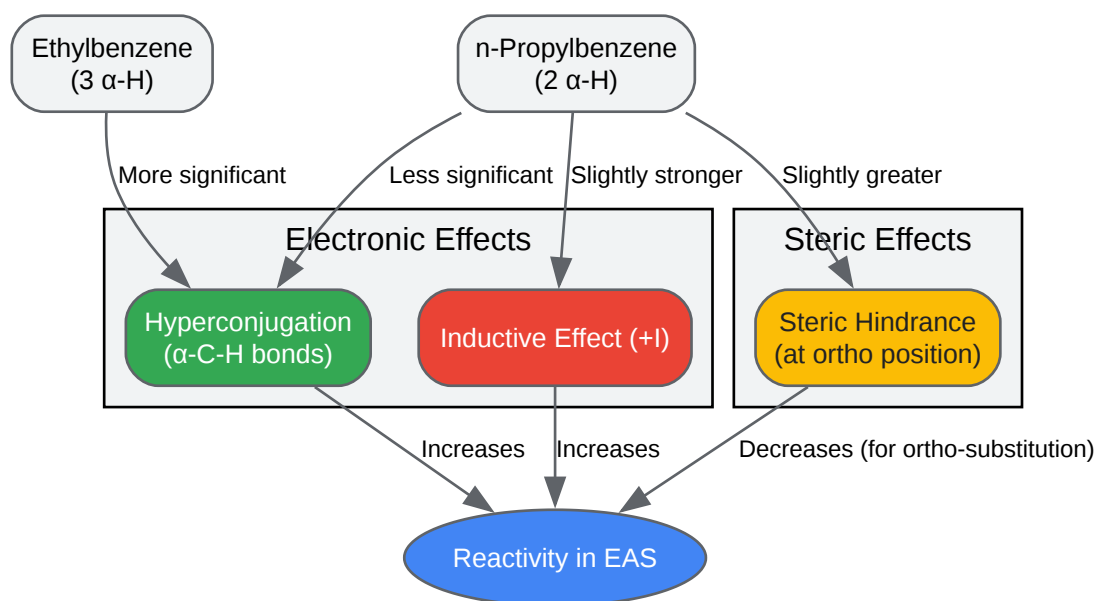 Ethylbenzene
(3 α-H)
n-Propylbenzene
(2 α-H)
More significant
Less significant
Slightly stronger
Slightly greater
Electronic Effects
Steric Effects
Hyperconjugation
(α-C-H bonds)
Inductive Effect (+I)
Steric Hindrance
(at ortho position)
Increases
Increases
Decreases (for ortho-substitution)
Reactivity in EAS